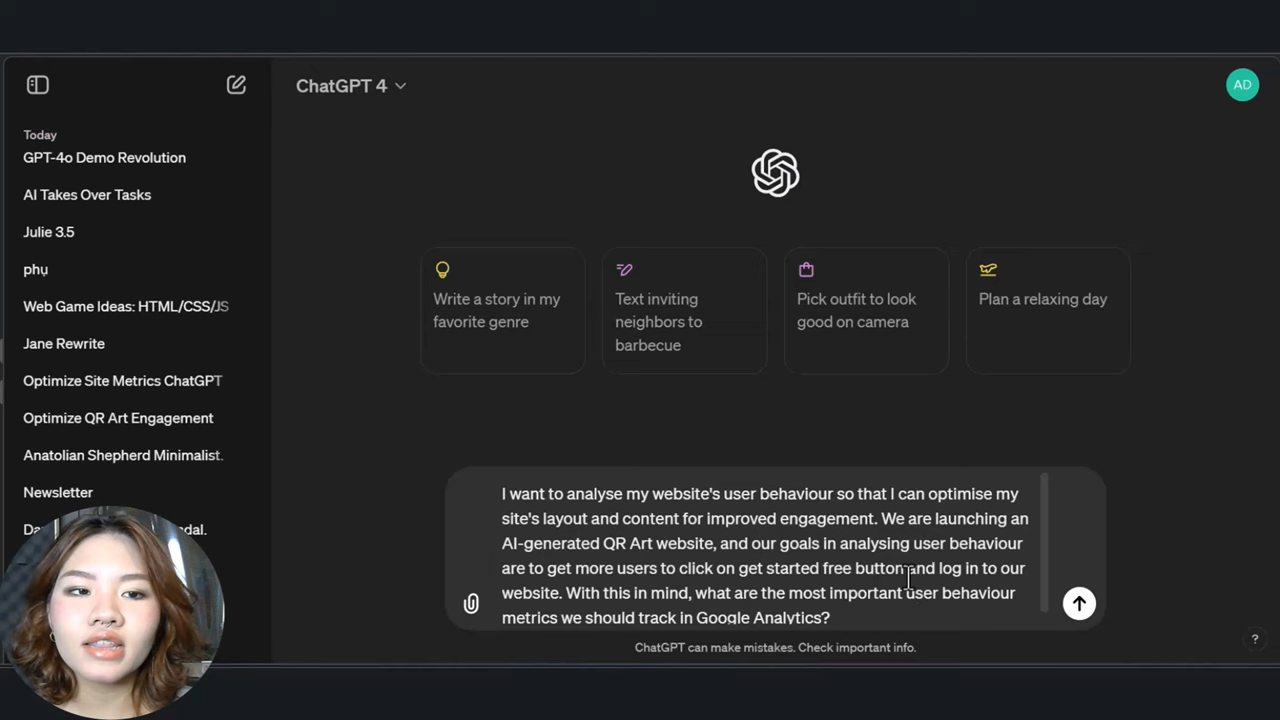 ChatGPT 4
AD
Today
GPT-4o Demo Revolution
AI Takes Over Tasks
Julie 3.5
phụ
Web Game Ideas: HTML/CSS/JS
Jane Rewrite
Optimize Site Metrics ChatGPT
Optimize QR Art Engagement
Anatolian Shepherd Minimalist.
Newsletter
Write a story in my
favorite genre
Text inviting
neighbors to
barbecue
Pick outfit to look
good on camera
Plan a relaxing day
I want to analyse my website's user behaviour so that I can optimise my
site's layout and content for improved engagement. We are launching an
AI-generated QR Art website, and our goals in analysing user behaviour
are to get more users to click on get started free button and log in to our
website. With this in mind, what are the most important user behaviour
metrics we should track in Google Analytics?
ChatGPT can make mistakes. Check important info.
?